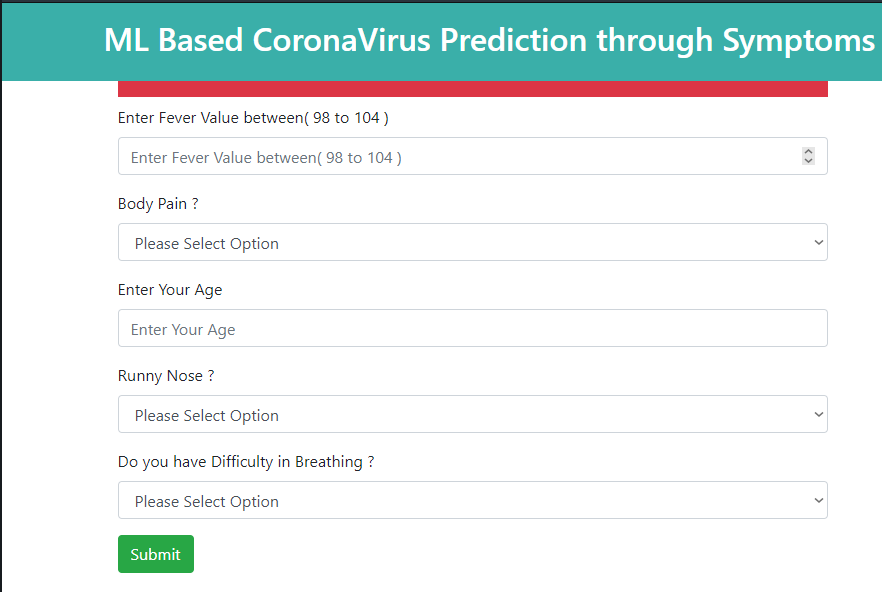 ML Based CoronaVirus Prediction through Symptoms
Enter Fever Value between( 98 to 104 )
Enter Fever Value between( 98 to 104 )
Body Pain ?
Please Select Option
Enter Your Age
Enter Your Age
Runny Nose ?
Please Select Option
Do you have Difficulty in Breathing ?
Please Select Option
Submit